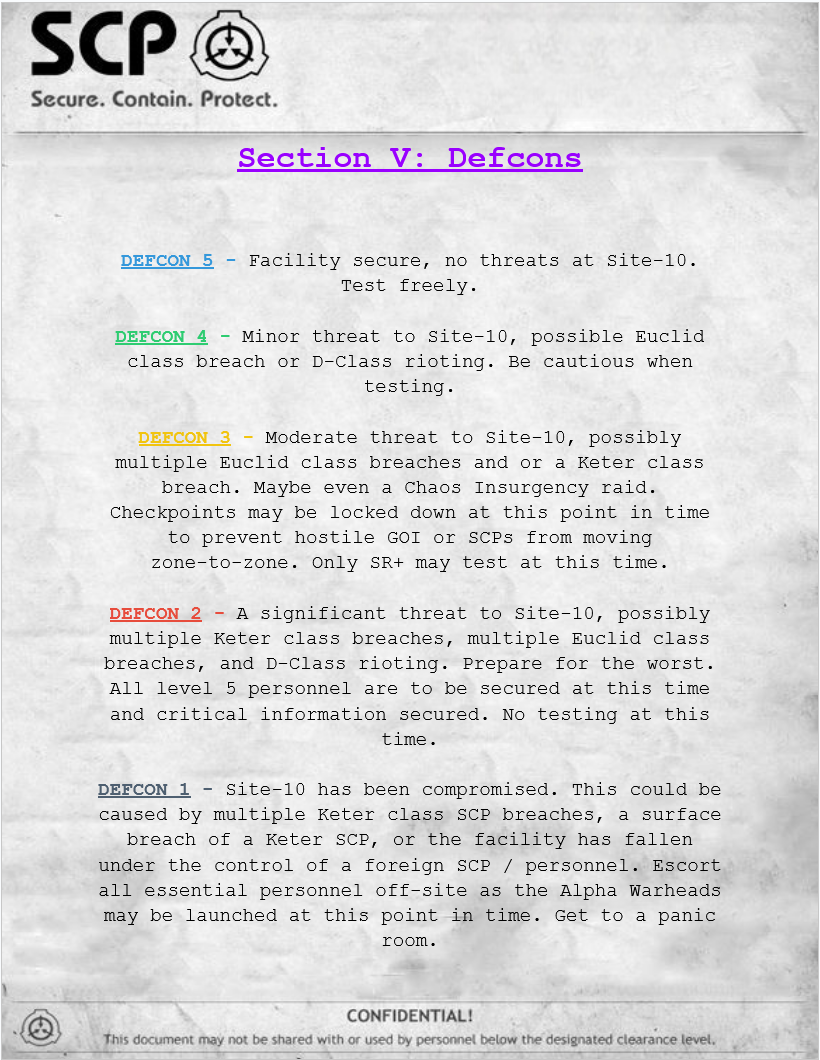 SCP
Secure. Contain. Protect.
Section V: Defcons
DEFCON 5 - Facility secure, no threats at Site-10.
Test freely.
DEFCON 4 - Minor threat to Site-10, possible Euclid
class breach or D-Class rioting. Be cautious when
testing.
DEFCON 3 - Moderate threat to Site-10, possibly
multiple Euclid class breaches and or a Keter class
breach. Maybe even a Chaos Insurgency raid.
Checkpoints may be locked down at this point in time
to prevent hostile GOI or SCPs from moving
zone-to-zone. Only SR+ may test at this time.
DEFCON 2 - A significant threat to Site-10, possibly
multiple Keter class breaches, multiple Euclid class
breaches, and D-Class rioting. Prepare for the worst.
All level 5 personnel are to be secured at this time
and critical information secured. No testing at this
time.
DEFCON 1 - Site-10 has been compromised. This could be
caused by multiple Keter class SCP breaches, a surface
breach of a Keter SCP, or the facility has fallen
under the control of a foreign SCP / personnel. Escort
all essential personnel off-site as the Alpha Warheads
may be launched at this point in time. Get to a panic
room.
CONFIDENTIAL!
This document may not be shared with or used by personnel below the designated clearance level.